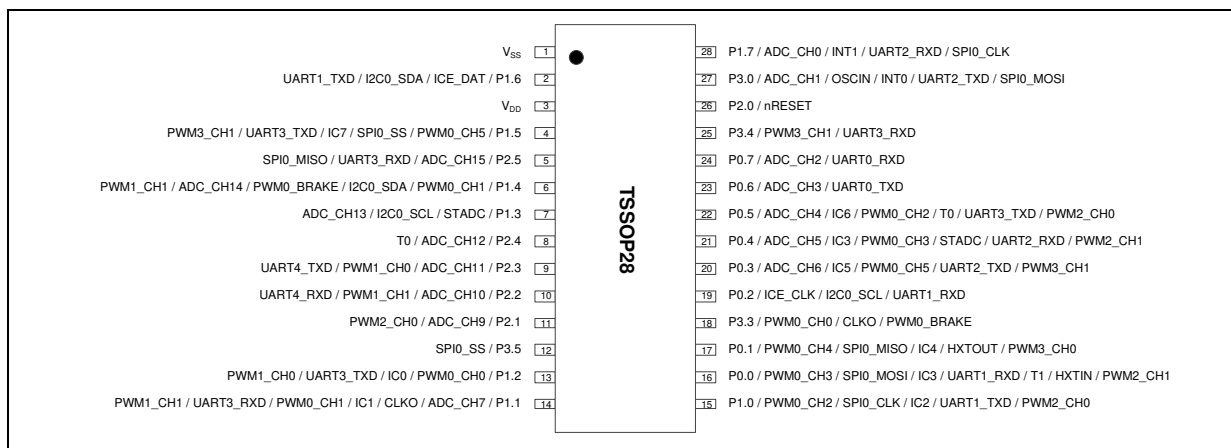 V_SS 1
UART1_TXD / I2C0_SDA / ICE_DAT / P1.6 2
V_DD 3
PWM3_CH1 / UART3_TXD / IC7 / SPI0_SS / PWM0_CH5 / P1.5 4
SPI0_MISO / UART3_RXD / ADC_CH15 / P2.5 5
PWM1_CH1 / ADC_CH14 / PWM0_BRAKE / I2C0_SDA / PWM0_CH1 / P1.4 6
ADC_CH13 / I2C0_SCL / STADC / P1.3 7
T0 / ADC_CH12 / P2.4 8
UART4_TXD / PWM1_CH0 / ADC_CH11 / P2.3 9
UART4_RXD / PWM1_CH1 / ADC_CH10 / P2.2 10
PWM2_CH0 / ADC_CH9 / P2.1 11
SPI0_SS / P3.5 12
PWM1_CH0 / UART3_TXD / IC0 / PWM0_CH0 / P1.2 13
PWM1_CH1 / UART3_RXD / PWM0_CH1 / IC1 / CLKO / ADC_CH7 / P1.1 14
TSSOP28
28 P1.7 / ADC_CH0 / INT1 / UART2_RXD / SPI0_CLK
27 P3.0 / ADC_CH1 / OSCIN / INT0 / UART2_TXD / SPI0_MOSI
26 P2.0 / nRESET
25 P3.4 / PWM3_CH1 / UART3_RXD
24 P0.7 / ADC_CH2 / UART0_RXD
23 P0.6 / ADC_CH3 / UART0_TXD
22 P0.5 / ADC_CH4 / IC6 / PWM0_CH2 / T0 / UART3_TXD / PWM2_CH0
21 P0.4 / ADC_CH5 / IC3 / PWM0_CH3 / STADC / UART2_RXD / PWM2_CH1
20 P0.3 / ADC_CH6 / IC5 / PWM0_CH5 / UART2_TXD / PWM3_CH1
19 P0.2 / ICE_CLK / I2C0_SCL / UART1_RXD
18 P3.3 / PWM0_CH0 / CLKO / PWM0_BRAKE
17 P0.1 / PWM0_CH4 / SPI0_MISO / IC4 / HXTOUT / PWM3_CH0
16 P0.0 / PWM0_CH3 / SPI0_MOSI / IC3 / UART1_RXD / T1 / HXTIN / PWM2_CH1
15 P1.0 / PWM0_CH2 / SPI0_CLK / IC2 / UART1_TXD / PWM2_CH0